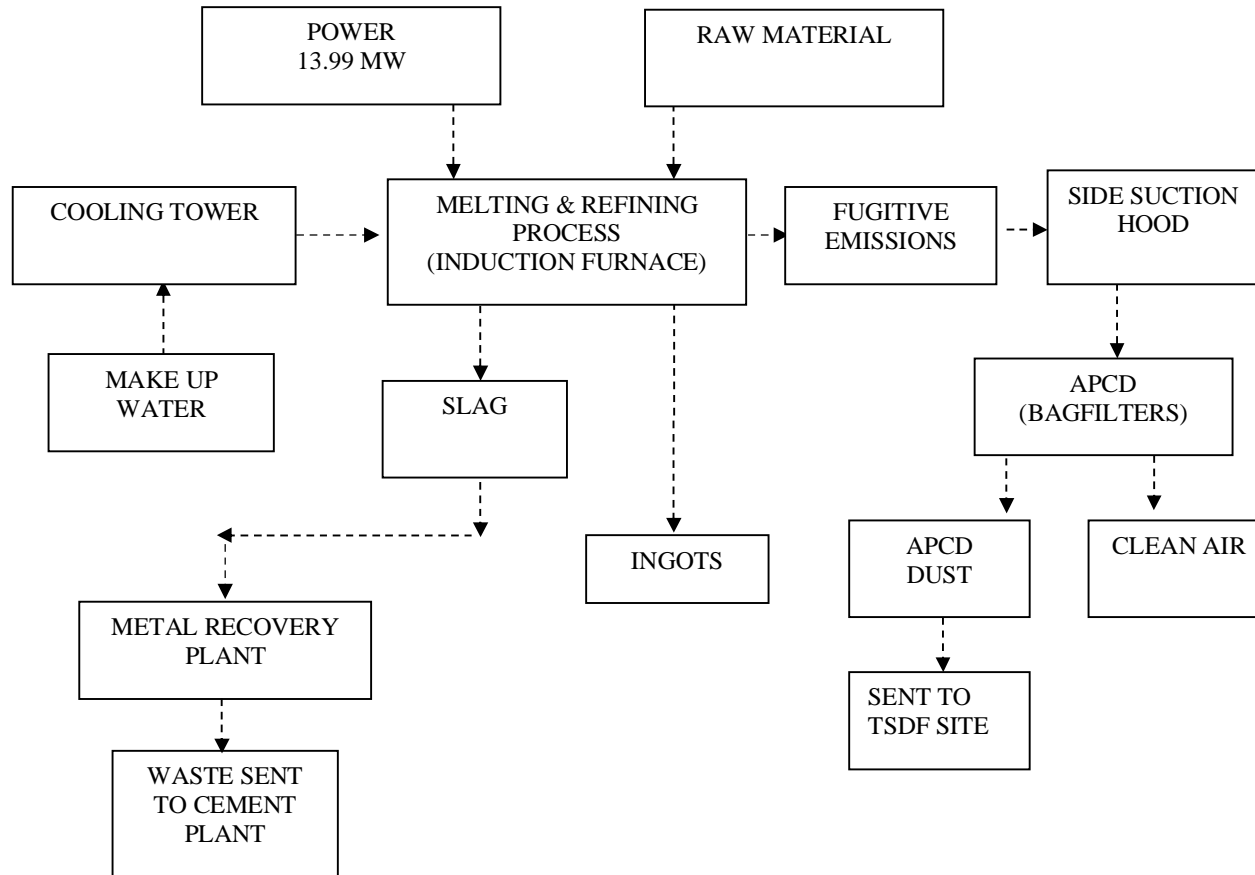 POWER
13.99 MW
RAW MATERIAL
COOLING TOWER
MELTING & REFINING
PROCESS
(INDUCTION FURNACE)
FUGITIVE
EMISSIONS
SIDE SUCTION
HOOD
MAKE UP
WATER
SLAG
APCD
(BAGFILTERS)
INGOTS
APCD
DUST
CLEAN AIR
METAL RECOVERY
PLANT
SENT TO
TSDF SITE
WASTE SENT
TO CEMENT
PLANT